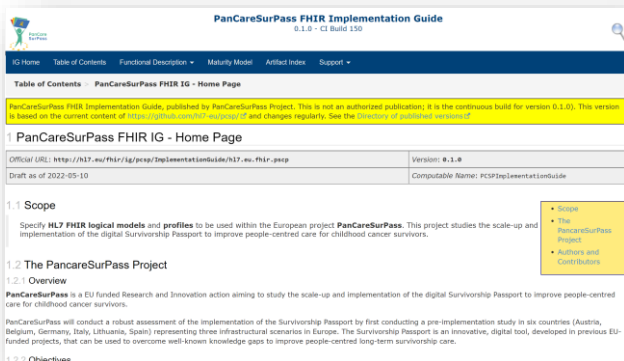 PanCareSurPass FHIR Implementation Guide
0.1.0 - CI Build 150
PanCare
SurPass
IG Home Table of Contents Functional Description Maturity Model Artifact Index Support
Table of Contents PanCareSurPass FHIR IG - Home Page
PanCareSurPass FHIR Implementation Guide, published by PanCareSurPass Project. This is not an authorized publication; it is the continuous build for version 0.1.0). This version
is based on the current content of https://github.com/hl7-eu/pcsp/ and changes regularly. See the Directory of published versions
1 PanCareSurPass FHIR IG - Home Page
Official URL: http://hl7.eu/fhir/ig/pcsp/ImplementationGuide/hl7.eu.fhir.pscp Version: 0.1.0
Draft as of 2022-05-10 Computable Name: PCSPImplementationGuide
1.1 Scope
Specify HL7 FHIR logical models and profiles to be used within the European project PanCareSurPass. This project studies the scale-up and
implementation of the digital Survivorship Passport to improve people-centred care for childhood cancer survivors.
• Scope
• The
PancareSurPass
Project
• Authors and
Contributors
1.2 The PancareSurPass Project
1.2.1 Overview
PanCareSurPass is a EU funded Research and Innovation action aiming to study the scale-up and implementation of the digital Survivorship Passport to improve people-centred
care for childhood cancer survivors.
PanCareSurPass will conduct a robust assessment of the implementation of the Survivorship Passport by first conducting a pre-implementation study in six countries (Austria,
Belgium, Germany, Italy, Lithuania, Spain) representing three infrastructural scenarios in Europe. The Survivorship Passport is an innovative, digital tool, developed in previous EU-
funded projects, that can be used to overcome well-known knowledge gaps to improve people-centred long-term survivorship care.
1.2.2 Objectives